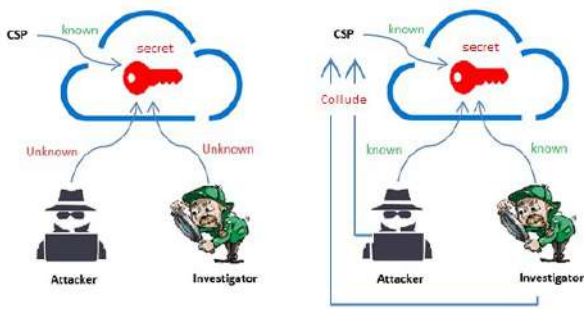 CSP
known
secret
Unknown
Unknown
Attacker
Investigator
CSP
known
secret
Collude
known
known
Attacker
Investigator